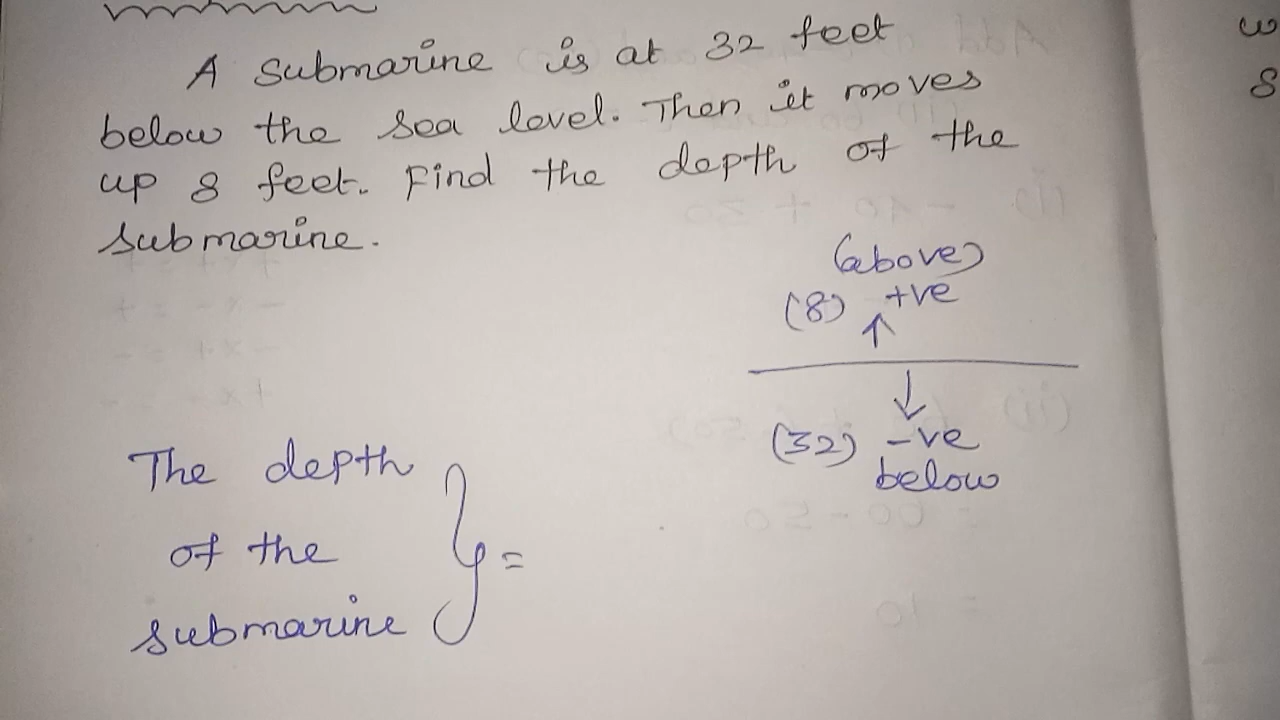 A submarine is at 32 feet
below the sea level. Then it moves
up 8 feet. Find the depth of the
submarine.
(above)
(8) +ve
(32) -ve
below
The depth
of the
submarine } =
w
8